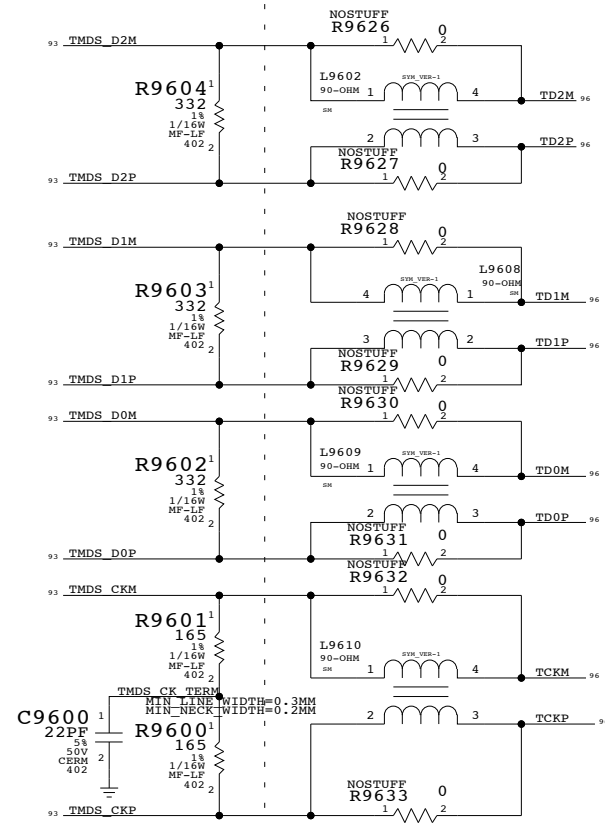 NOSTUFF
R9626
0
1 2
93 TMDS_D2M
L9602
90-OHM
SM
SYM_VER-1
1 4
TD2M 96
R9604
332
1%
1/16W
MF-LF
402
1
2
2 3
TD2P 96
NOSTUFF
R9627
0
1 2
93 TMDS_D2P
NOSTUFF
R9628
0
1 2
93 TMDS_D1M
L9608
90-OHM
SM
SYM_VER-1
4 1
TD1M 96
R9603
332
1%
1/16W
MF-LF
402
1
2
3 2
TD1P 96
NOSTUFF
R9629
0
1 2
93 TMDS_D1P
NOSTUFF
R9630
0
1 2
93 TMDS_D0M
L9609
90-OHM
SM
SYM_VER-1
1 4
TD0M 96
R9602
332
1%
1/16W
MF-LF
402
1
2
2 3
TD0P 96
NOSTUFF
R9631
0
1 2
93 TMDS_D0P
NOSTUFF
R9632
0
1 2
93 TMDS_CKM
R9601
165
1%
1/16W
MF-LF
402
1
2
L9610
90-OHM
SM
SYM_VER-1
1 4
TCKM 96
TMDS_CK_TERM
MIN_LINE_WIDTH=0.3MM
MIN_NECK_WIDTH=0.2MM
2 3
TCKP 96
C9600
22PF
5%
50V
CERM
402
1
2
R9600
165
1%
1/16W
MF-LF
402
1
2
NOSTUFF
R9633
0
1 2
93 TMDS_CKP